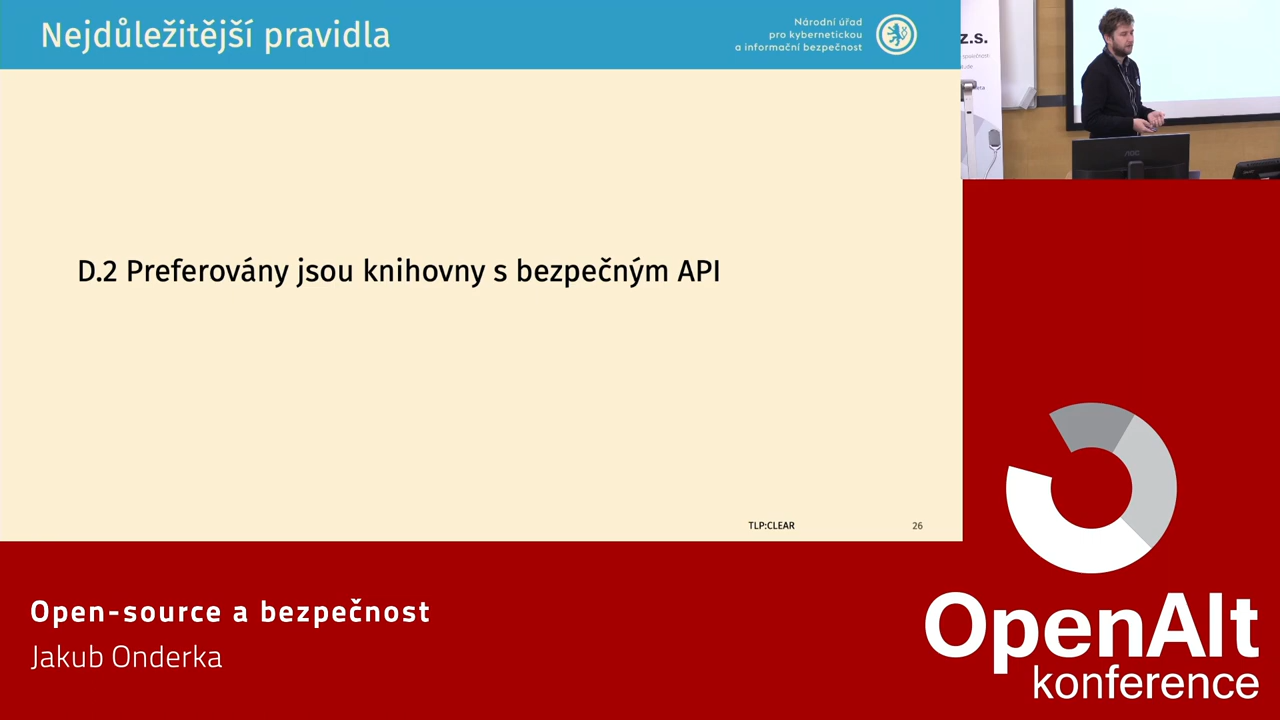 Nejdůležitější pravidla
Národní úřad
pro kybernetickou
a informační bezpečnost
z.s.
D.2 Preferovány jsou knihovny s bezpečným API
TLP:CLEAR
26
Open-source a bezpečnost
Jakub Onderka
OpenAlt
konference